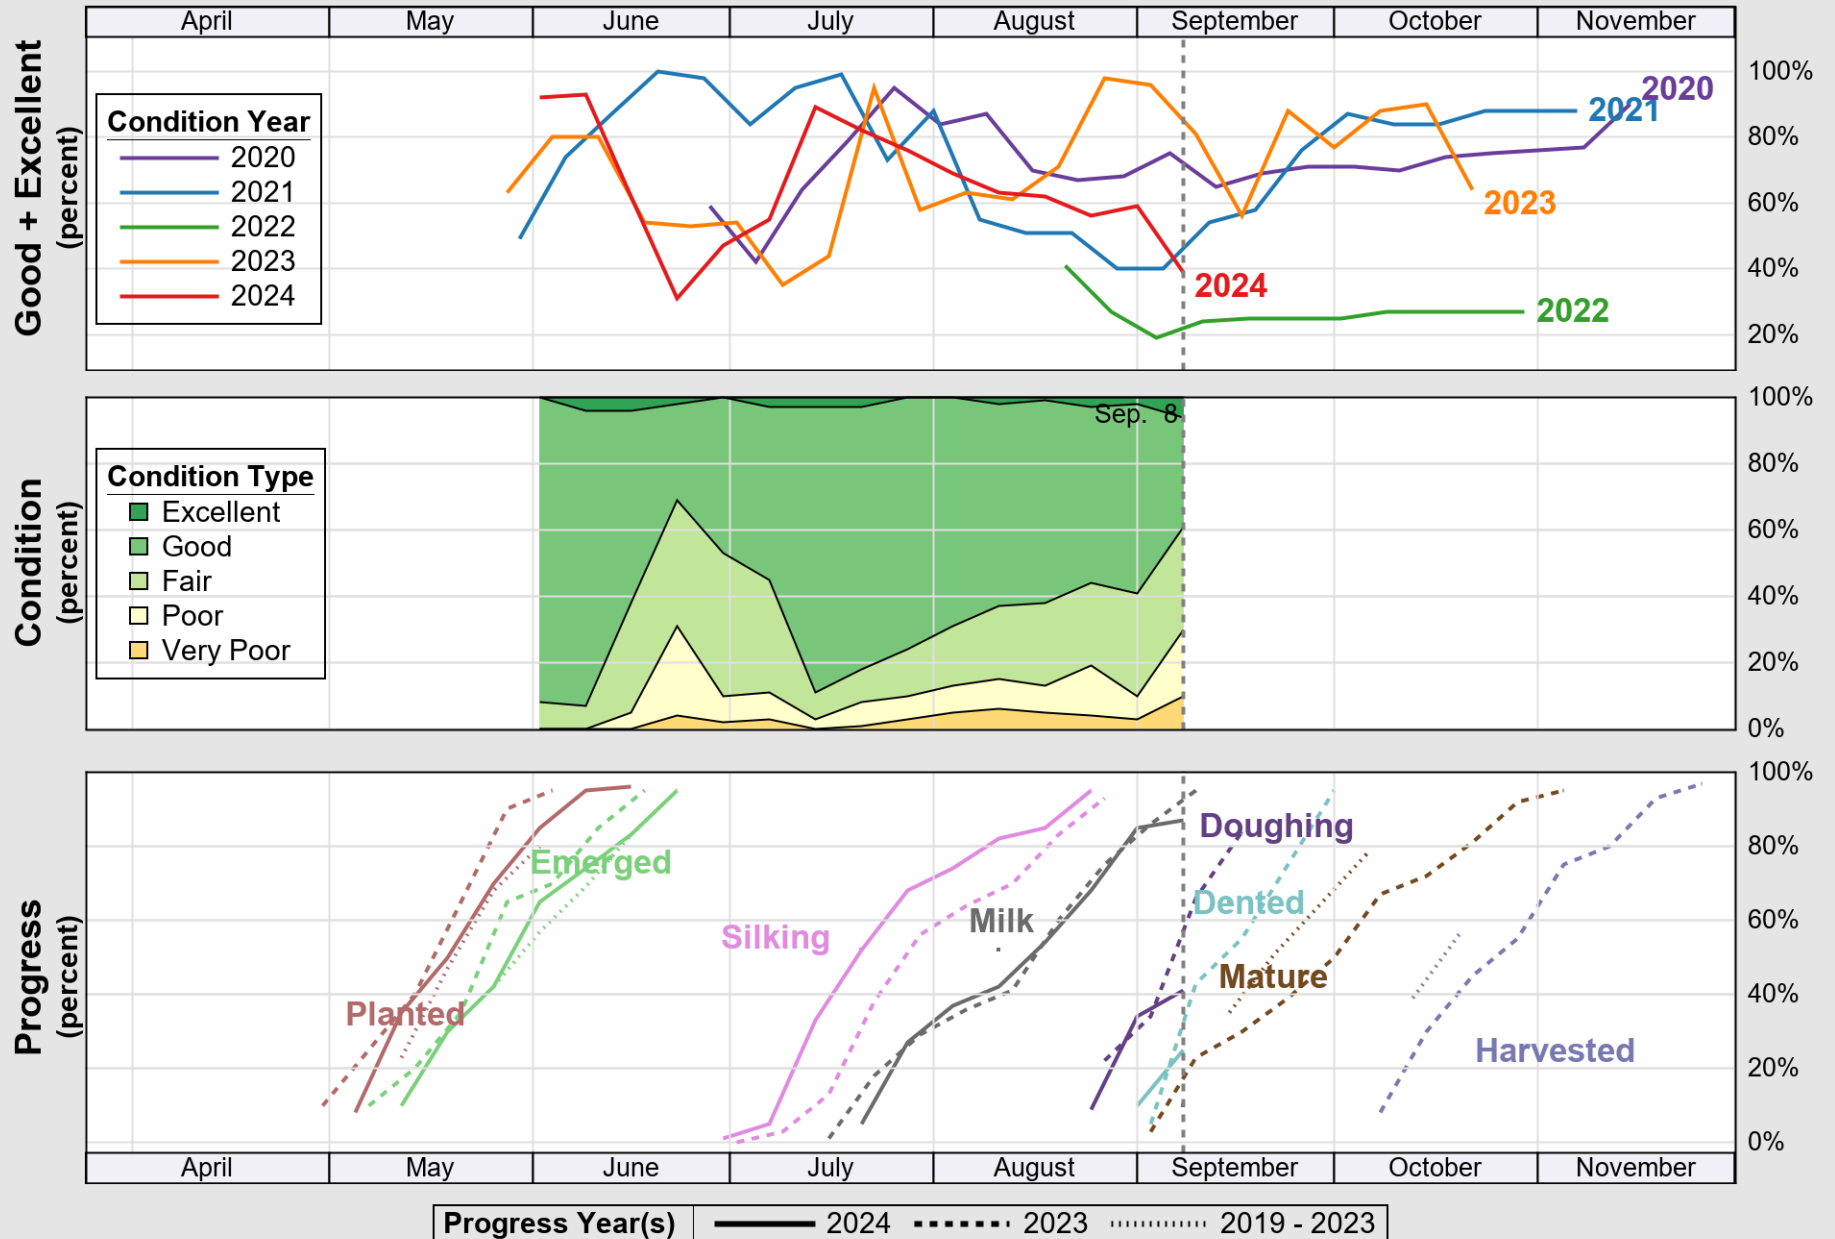 April May June July August September October November
Good + Excellent
(percent)
100%
80%
60%
40%
20%
Condition Year
2020
2021
2022
2023
2024
2020
2021
2023
2024
2022
Condition
(percent)
100%
80%
60%
40%
20%
0%
Sep. 8
Condition Type
Excellent
Good
Fair
Poor
Very Poor
Progress
(percent)
100%
80%
60%
40%
20%
0%
Planted
Emerged
Silking
Milk
Doughing
Dented
Mature
Harvested
April May June July August September October November
Progress Year(s) 2024 2023 2019 - 2023